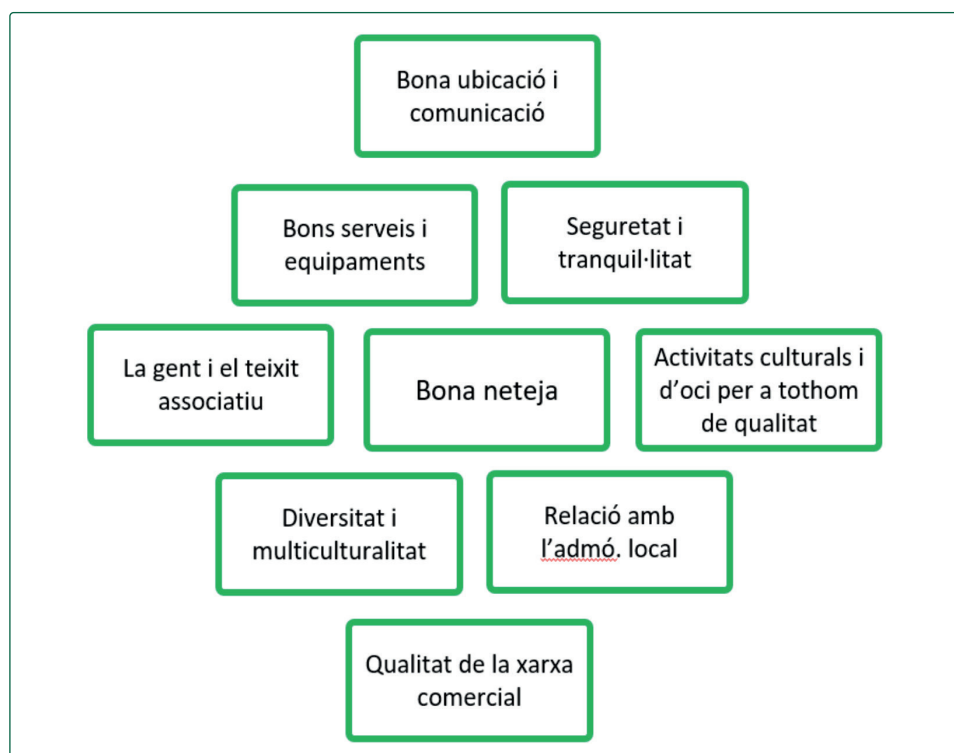 Bona ubicació i
comunicació
Bons serveis i
equipaments
Seguretat i
tranquil·litat
La gent i el teixit
associatiu
Bona neteja
Activitats culturals i
d'oci per a tothom
de qualitat
Diversitat i
multiculturalitat
Relació amb
l'admó. local
Qualitat de la xarxa
comercial